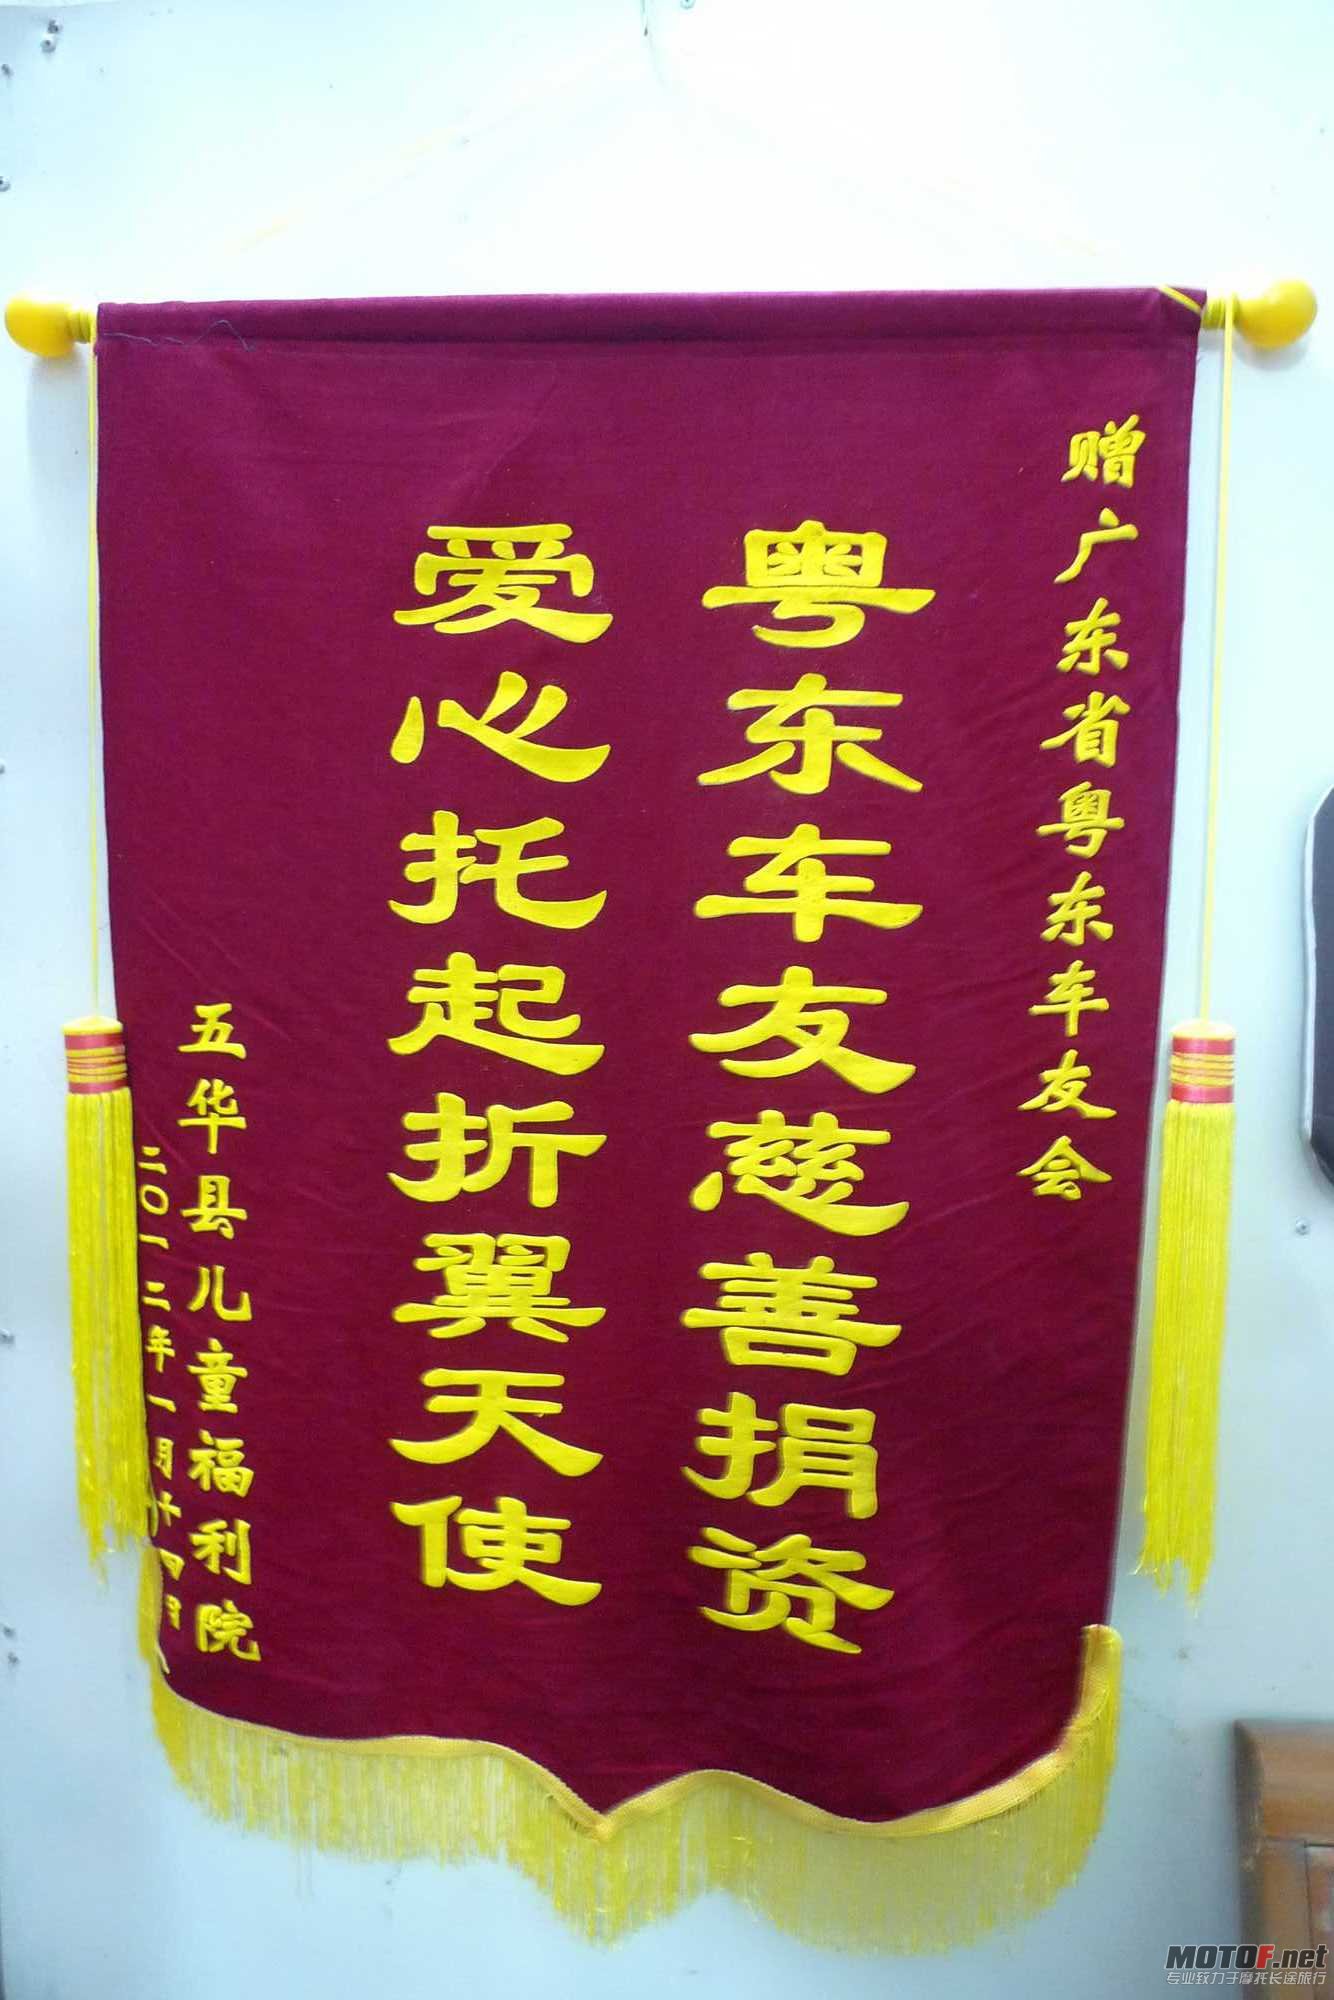 赠广东省粤东车友会
粤东车友慈善捐资
爱心托起折翼天使
五华县儿童福利院
二〇一二年一月十四日
MOTOF.net
专业致力于摩托长途旅行